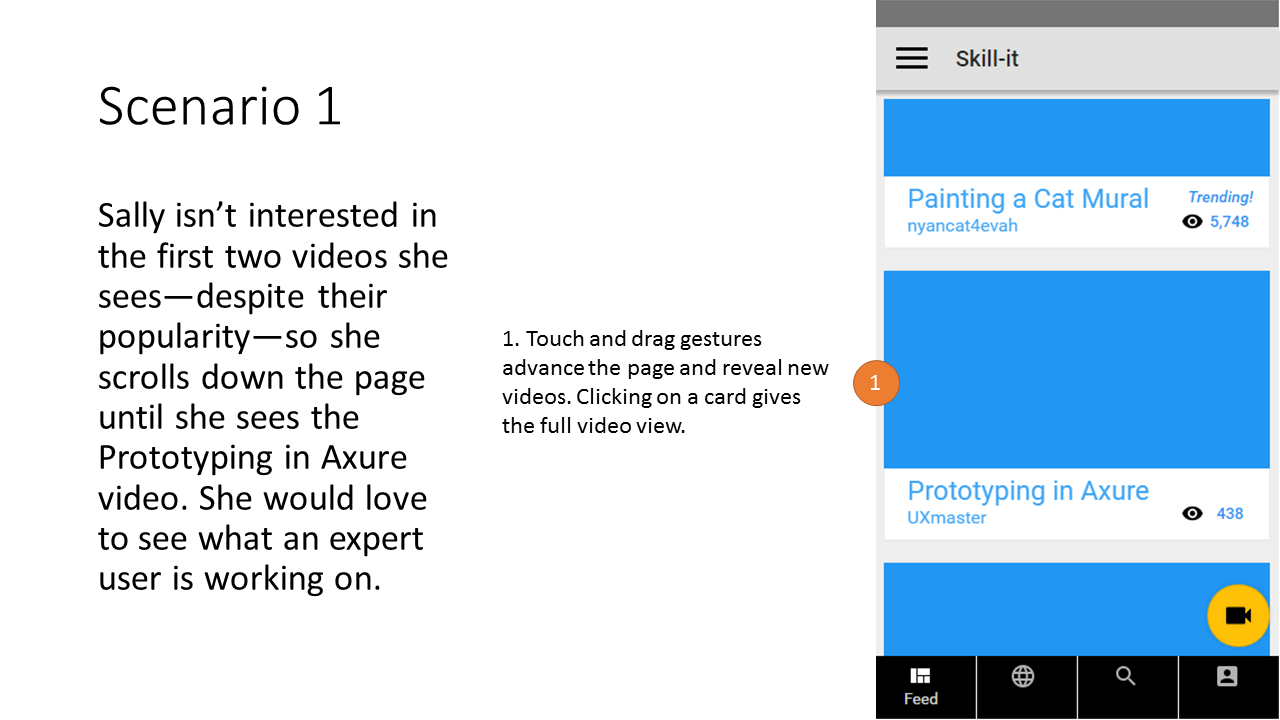 Scenario 1
Sally isn’t interested in
the first two videos she
sees—despite their
popularity—so she
scrolls down the page
until she sees the
Prototyping in Axure
video. She would love
to see what an expert
user is working on.
1. Touch and drag gestures
advance the page and reveal new
videos. Clicking on a card gives
the full video view.
1
Skill-it
Painting a Cat Mural
Trending!
nyancat4evah
5,748
Prototyping in Axure
UXmaster
438
Feed